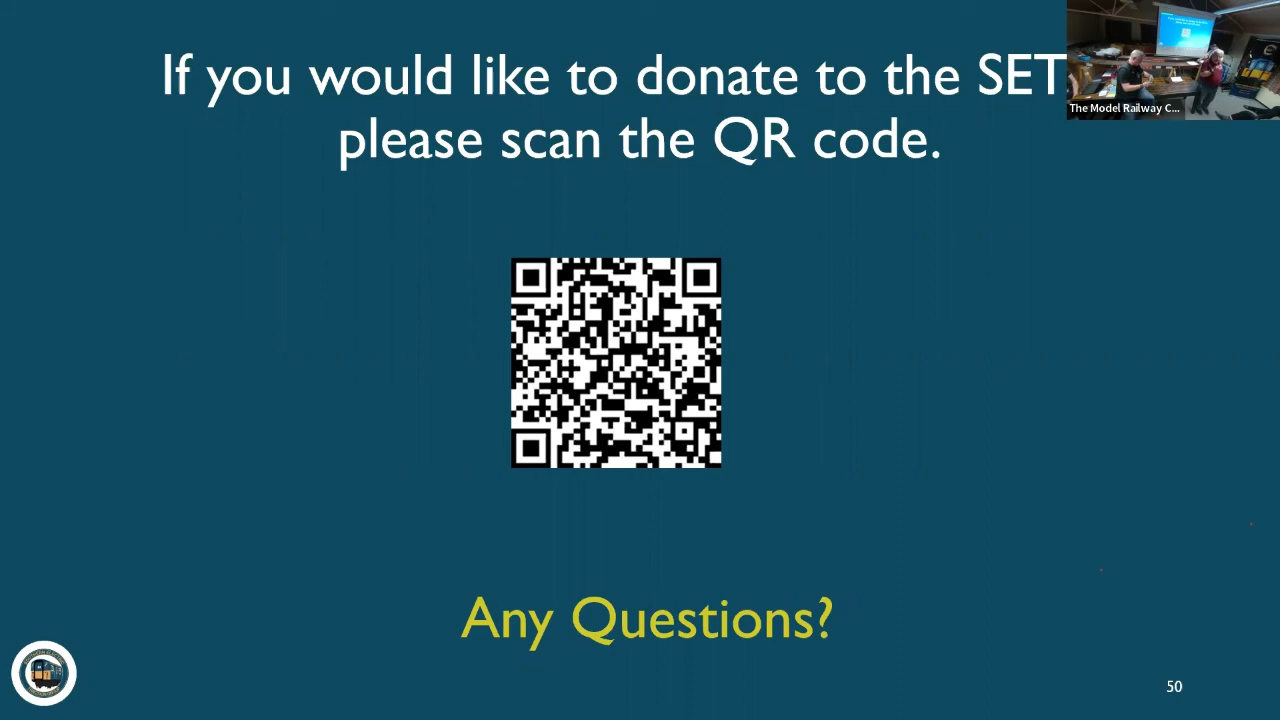 If you would like to donate to the SET
please scan the QR code.
The Model Railway C...
Any Questions?
50